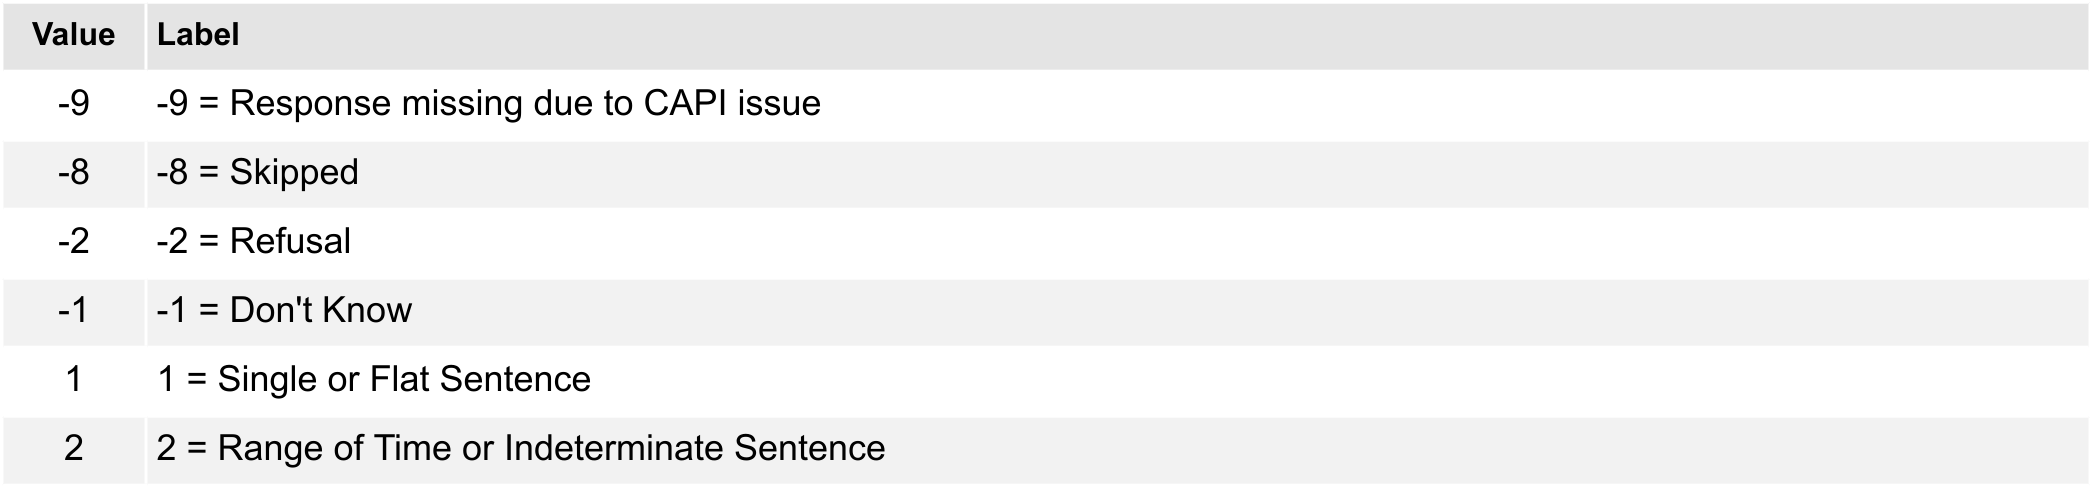 Value Label
-9 -9 = Response missing due to CAPI issue
-8 -8 = Skipped
-2 -2 = Refusal
-1 -1 = Don't Know
1 1 = Single or Flat Sentence
2 2 = Range of Time or Indeterminate Sentence